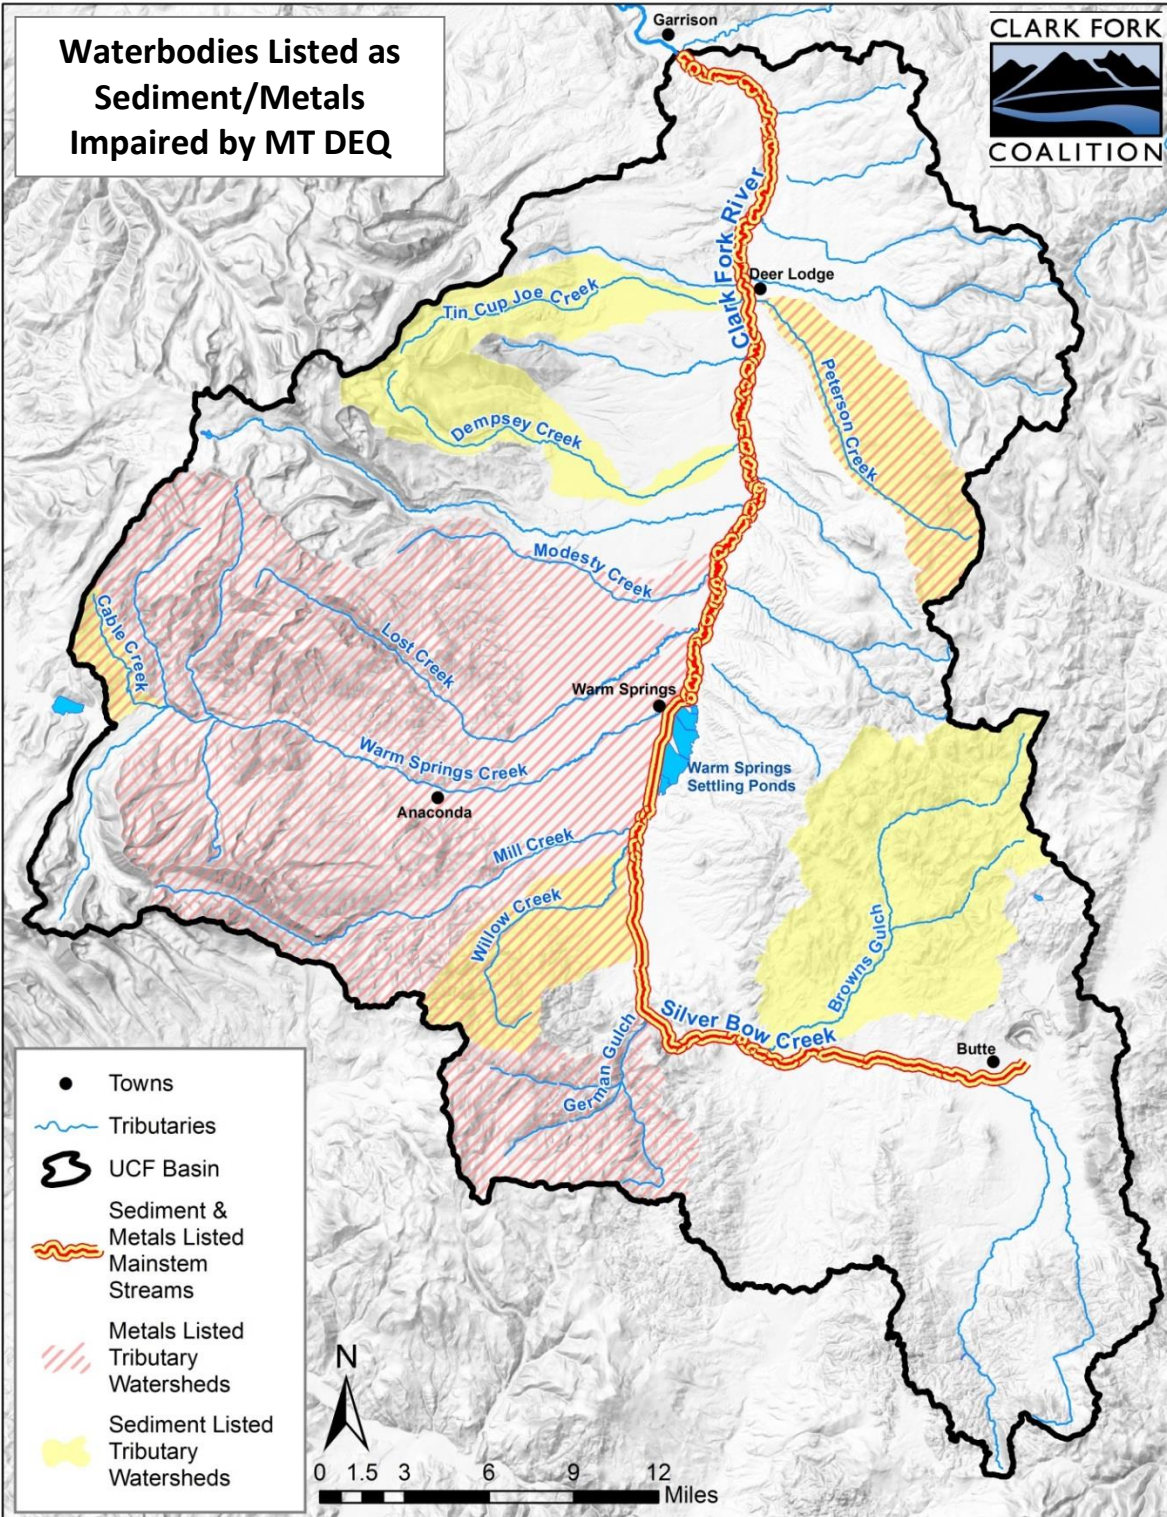 Waterbodies Listed as
Sediment/Metals
Impaired by MT DEQ
Garrison
CLARK FORK
COALITION
Clark Fork River
Deer Lodge
Tin Cup Joe Creek
Peterson Creek
Dempsey Creek
Modesty Creek
Cable Creek
Lost Creek
Warm Springs
Warm Springs Creek
Warm Springs
Settling Ponds
Anaconda
Mill Creek
Willow Creek
Browns Gulch
Silver Bow Creek
German Gulch
Butte
Towns
Tributaries
UCF Basin
Sediment &
Metals Listed
Mainstem
Streams
Metals Listed
Tributary
Watersheds
Sediment Listed
Tributary
Watersheds
N
0 1.5 3 6 9 12
Miles